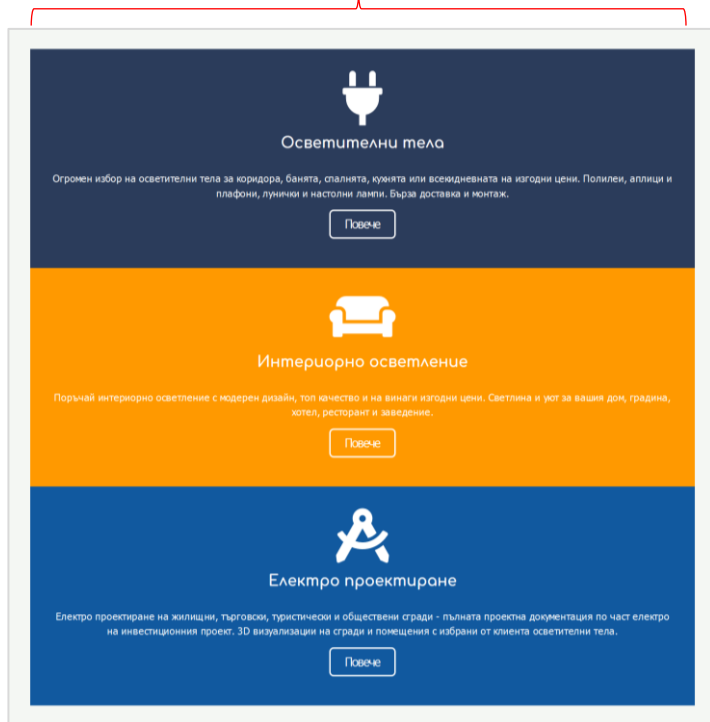 Осветителни тела
Огромен избор на осветителни тела за коридора, банята, спалнята, кухнята или всекидневната на изгодни цени. Полилеи, аплици и
плафони, лунички и настолни лампи. Бърза доставка и монтаж.
Повече
Интериорно осветление
Поръчай интериорно осветление с модерен дизайн, топ качество и на винаги изгодни цени. Светлина и уют за вашия дом, градина,
хотел, ресторант и заведение.
Повече
Електро проектиране
Електро проектиране на жилищни, търговски, туристически и обществени сгради - пълната проектна документация по част електро
на инвестиционния проект. 3D визуализации на сгради и помещения с избрани от клиента осветителни тела.
Повече